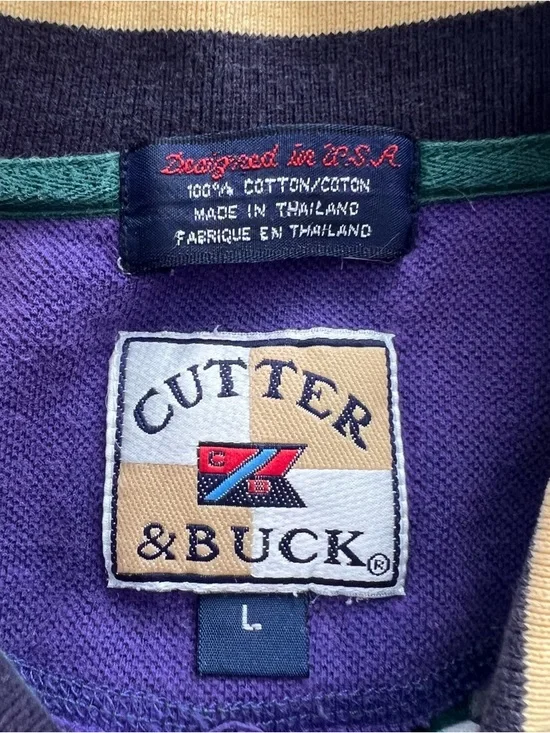 Designed in U.S.A
100% COTTON/COTON
MADE IN THAILAND
FABRIQUE EN THAILAND
CUTTER
C
B
& BUCK®
L